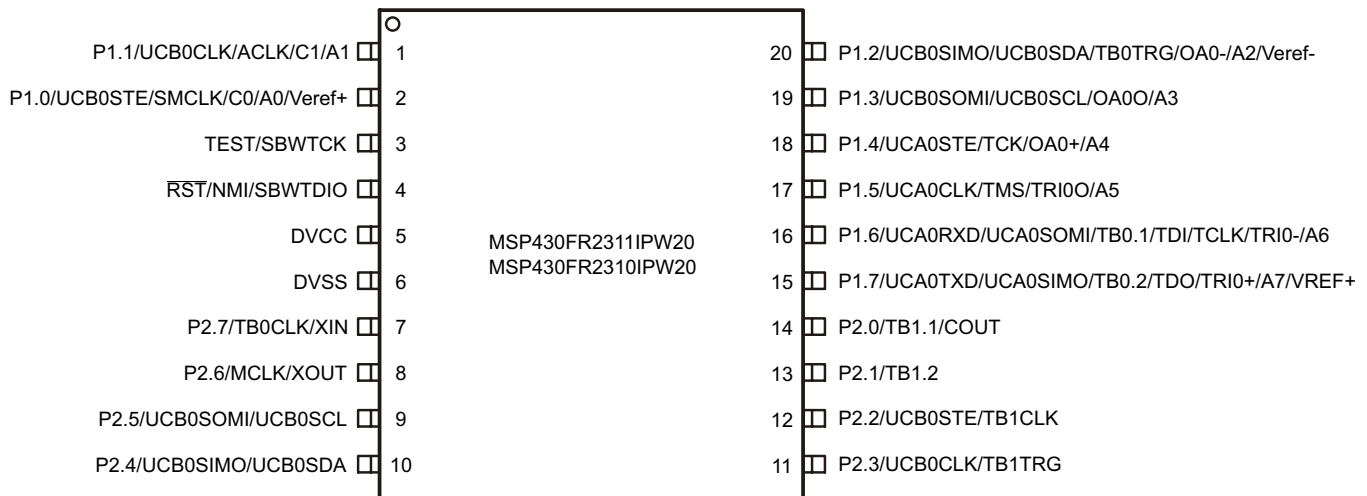 P1.1/UCB0CLK/ACLK/C1/A1 1 20 P1.2/UCB0SIMO/UCB0SDA/TB0TRG/OA0-/A2/Veref-
P1.0/UCB0STE/SMCLK/C0/A0/Veref+ 2 19 P1.3/UCB0SOMI/UCB0SCL/OA0O/A3
TEST/SBWTCK 3 18 P1.4/UCA0STE/TCK/OA0+/A4
RST/NMI/SBWTDIO 4 17 P1.5/UCA0CLK/TMS/TRI0O/A5
DVCC 5 MSP430FR2311IPW20 16 P1.6/UCA0RXD/UCA0SOMI/TB0.1/TDI/TCLK/TRI0-/A6
MSP430FR2310IPW20
DVSS 6 15 P1.7/UCA0TXD/UCA0SIMO/TB0.2/TDO/TRI0+/A7/VREF+
P2.7/TB0CLK/XIN 7 14 P2.0/TB1.1/COUT
P2.6/MCLK/XOUT 8 13 P2.1/TB1.2
P2.5/UCB0SOMI/UCB0SCL 9 12 P2.2/UCB0STE/TB1CLK
P2.4/UCB0SIMO/UCB0SDA 10 11 P2.3/UCB0CLK/TB1TRG